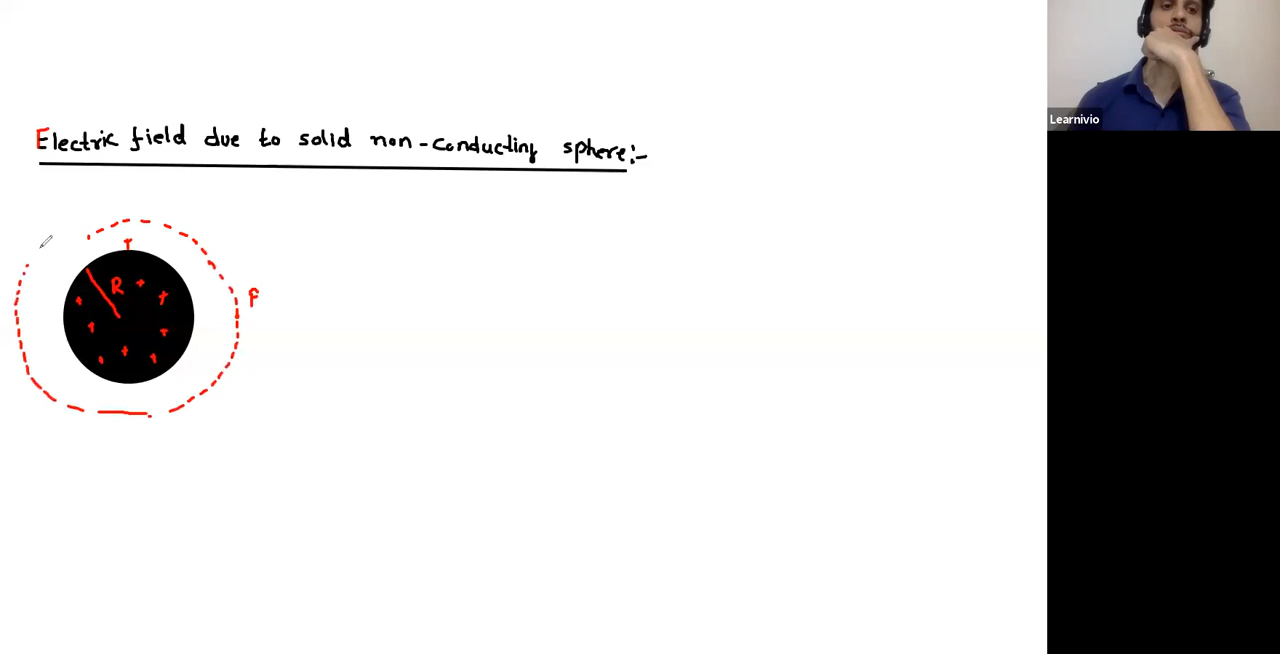 Electric field due to solid non-conducting sphere:-
R
P
Learnivio